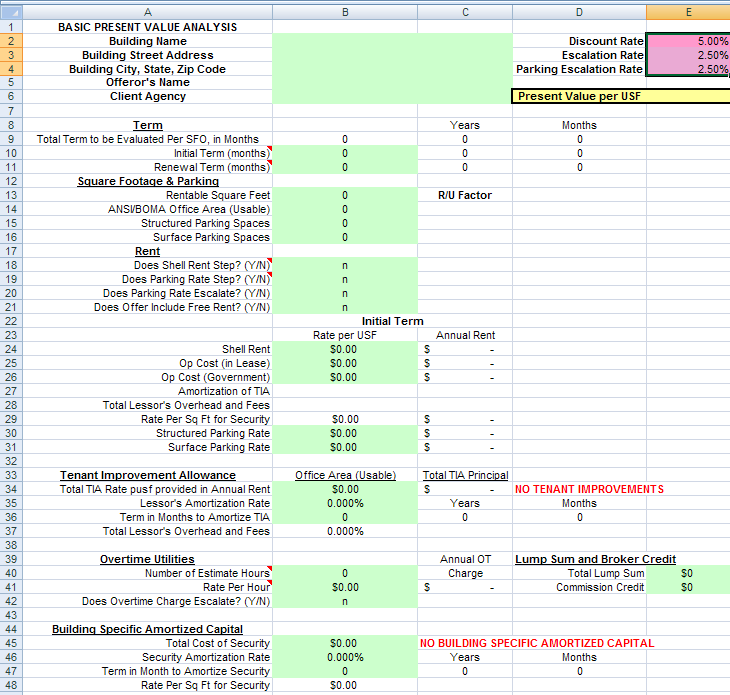 A B C D E
1 BASIC PRESENT VALUE ANALYSIS
2 Building Name Discount Rate 5.00%
3 Building Street Address Escalation Rate 2.50%
4 Building City, State, Zip Code Parking Escalation Rate 2.50%
5 Offeror's Name
6 Client Agency Present Value per USF
7
8 Term Years Months
9 Total Term to be Evaluated Per SFO, in Months 0 0 0
10 Initial Term (months) 0 0 0
11 Renewal Term (months) 0 0 0
12 Square Footage & Parking
13 Rentable Square Feet 0 R/U Factor
14 ANSI/BOMA Office Area (Usable) 0
15 Structured Parking Spaces 0
16 Surface Parking Spaces 0
17 Rent
18 Does Shell Rent Step? (Y/N) n
19 Does Parking Rate Step? (Y/N) n
20 Does Parking Rate Escalate? (Y/N) n
21 Does Offer Include Free Rent? (Y/N) n
22 Initial Term
23 Rate per USF Annual Rent
24 Shell Rent $0.00 $ -
25 Op Cost (in Lease) $0.00 $ -
26 Op Cost (Government) $0.00 $ -
27 Amortization of TIA
28 Total Lessor's Overhead and Fees
29 Rate Per Sq Ft for Security $0.00 $ -
30 Structured Parking Rate $0.00 $ -
31 Surface Parking Rate $0.00 $ -
32
33 Tenant Improvement Allowance Office Area (Usable) Total TIA Principal
34 Total TIA Rate pusf provided in Annual Rent $0.00 $ - NO TENANT IMPROVEMENTS
35 Lessor's Amortization Rate 0.000% Years Months
36 Term in Months to Amortize TIA 0 0 0
37 Total Lessor's Overhead and Fees 0.000%
38
39 Overtime Utilities Annual OT Lump Sum and Broker Credit
40 Number of Estimate Hours 0 Charge Total Lump Sum $0
41 Rate Per Hour $0.00 $ - Commission Credit $0
42 Does Overtime Charge Escalate? (Y/N) n
43
44 Building Specific Amortized Capital
45 Total Cost of Security $0.00 NO BUILDING SPECIFIC AMORTIZED CAPITAL
46 Security Amortization Rate 0.000% Years Months
47 Term in Month to Amortize Security 0 0 0
48 Rate Per Sq Ft for Security $0.00